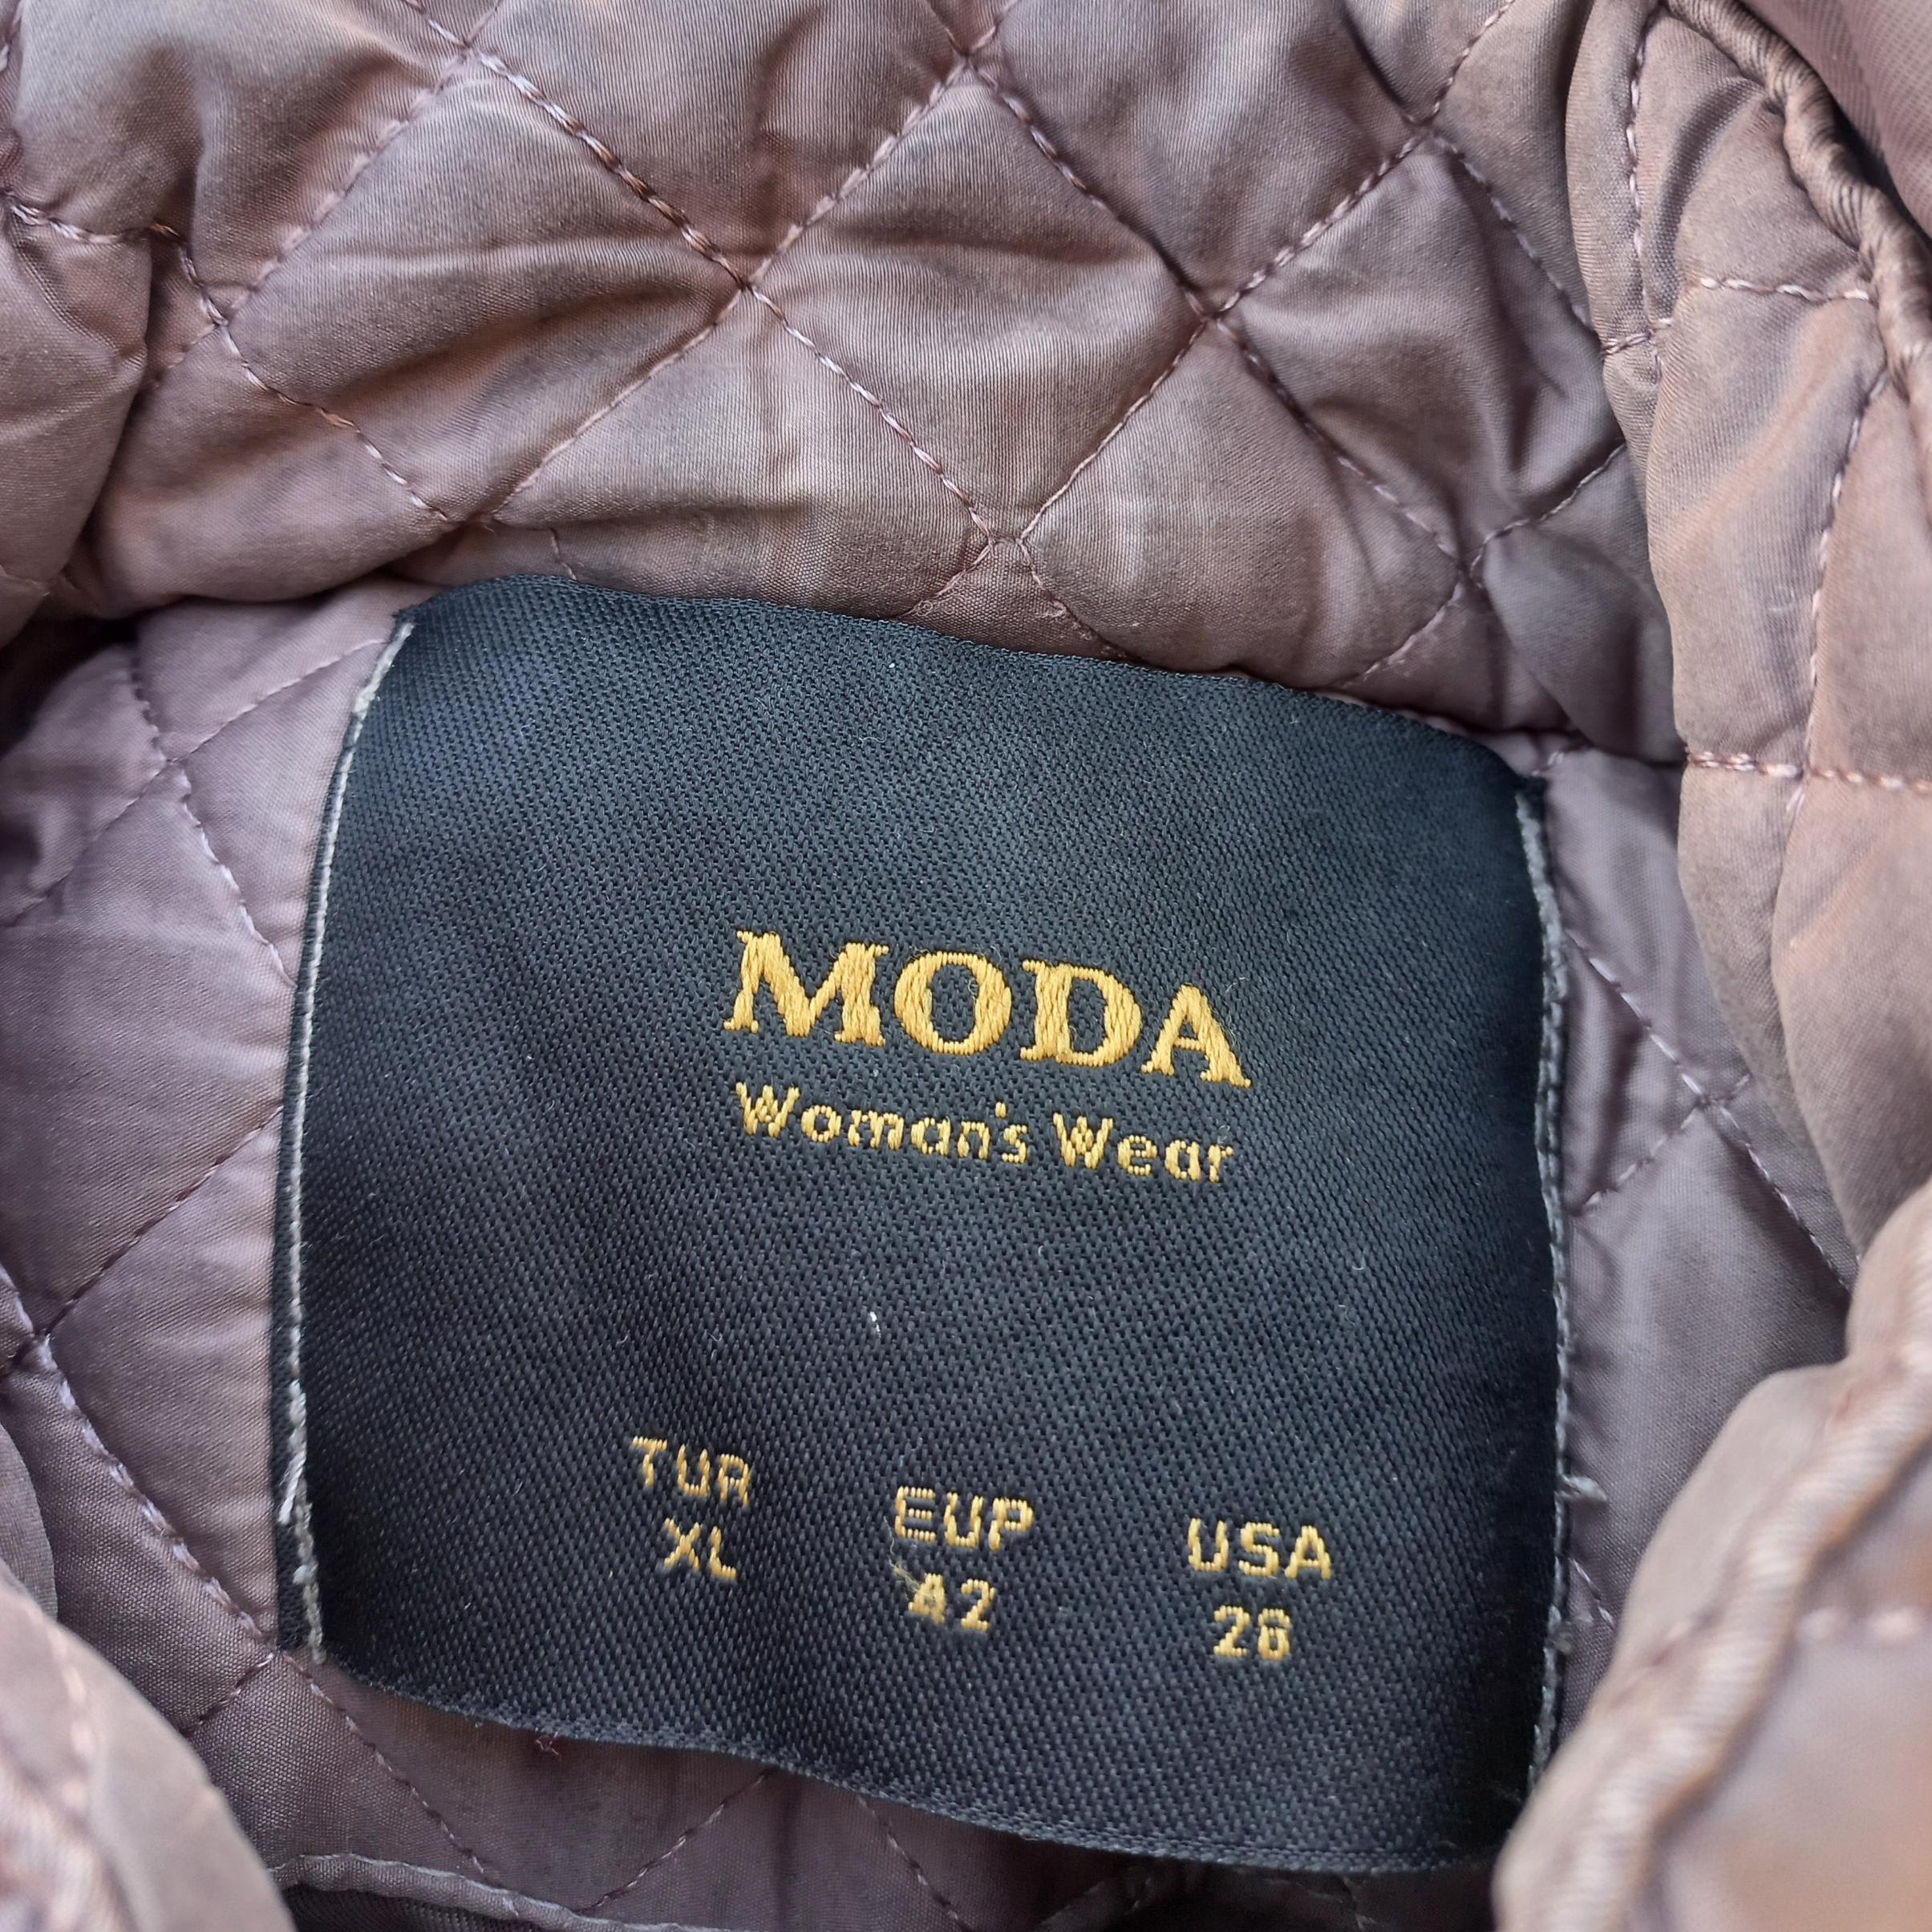 MODA
Woman's Wear
TUR EUP USA
XL 42 28